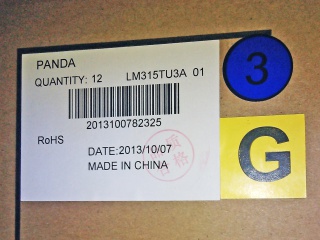 PANDA
QUANTITY: 12 LM315TU3A 01
2013100782325
RoHS
DATE:2013/10/07
MADE IN CHINA
3
G